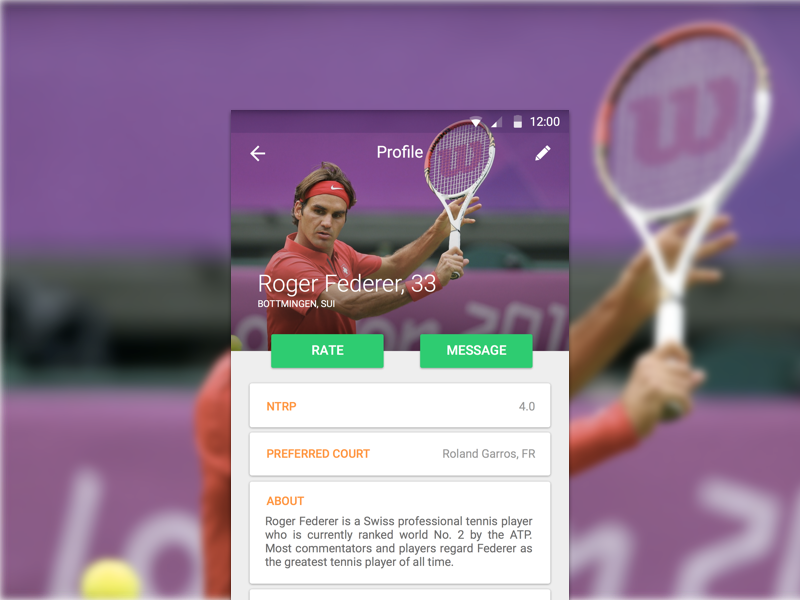 12:00
Profile
Roger Federer, 33
BOTTMINGEN, SUI
RATE
MESSAGE
NTRP
4.0
PREFERRED COURT
Roland Garros, FR
ABOUT
Roger Federer is a Swiss professional tennis player
who is currently ranked world No. 2 by the ATP.
Most commentators and players regard Federer as
the greatest tennis player of all time.